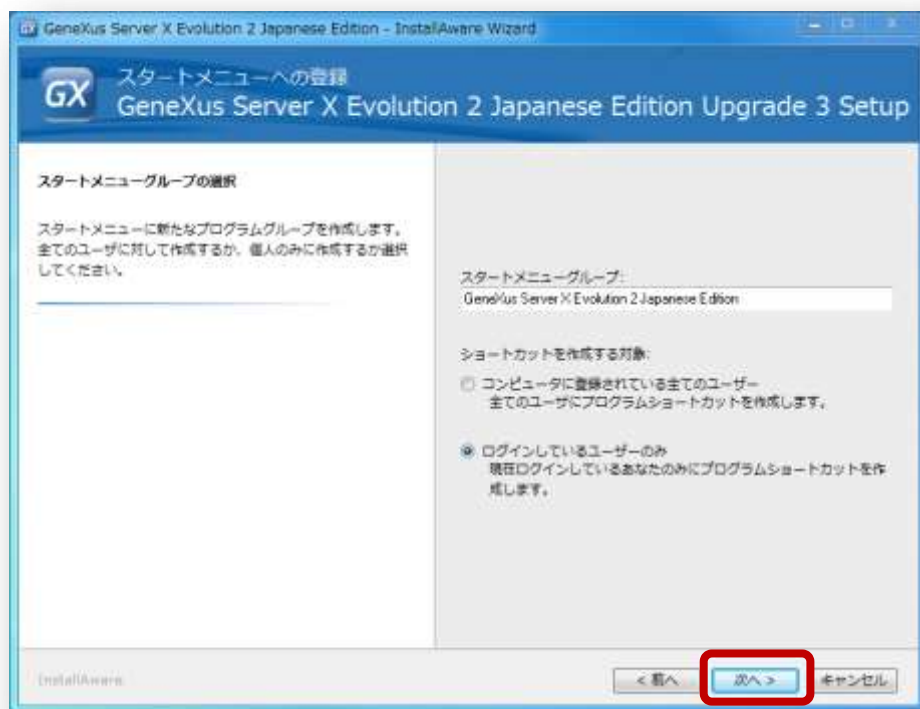 GeneXus Server X Evolution 2 Japanese Edition - InstallAware Wizard
GX
スタートメニューへの登録
GeneXus Server X Evolution 2 Japanese Edition Upgrade 3 Setup
スタートメニューグループの選択
スタートメニューに新たなプログラムグループを作成します。
全てのユーザに対して作成するか、個人のみに作成するか選択
してください。
スタートメニューグループ:
GeneXus Server X Evolution 2 Japanese Edition
ショートカットを作成する対象:
コンピュータに登録されている全てのユーザー
全てのユーザにプログラムショートカットを作成します。
ログインしているユーザーのみ
現在ログインしているあなたのみにプログラムショートカットを作
成します。
InstallAware
< 前へ
次へ >
キャンセル